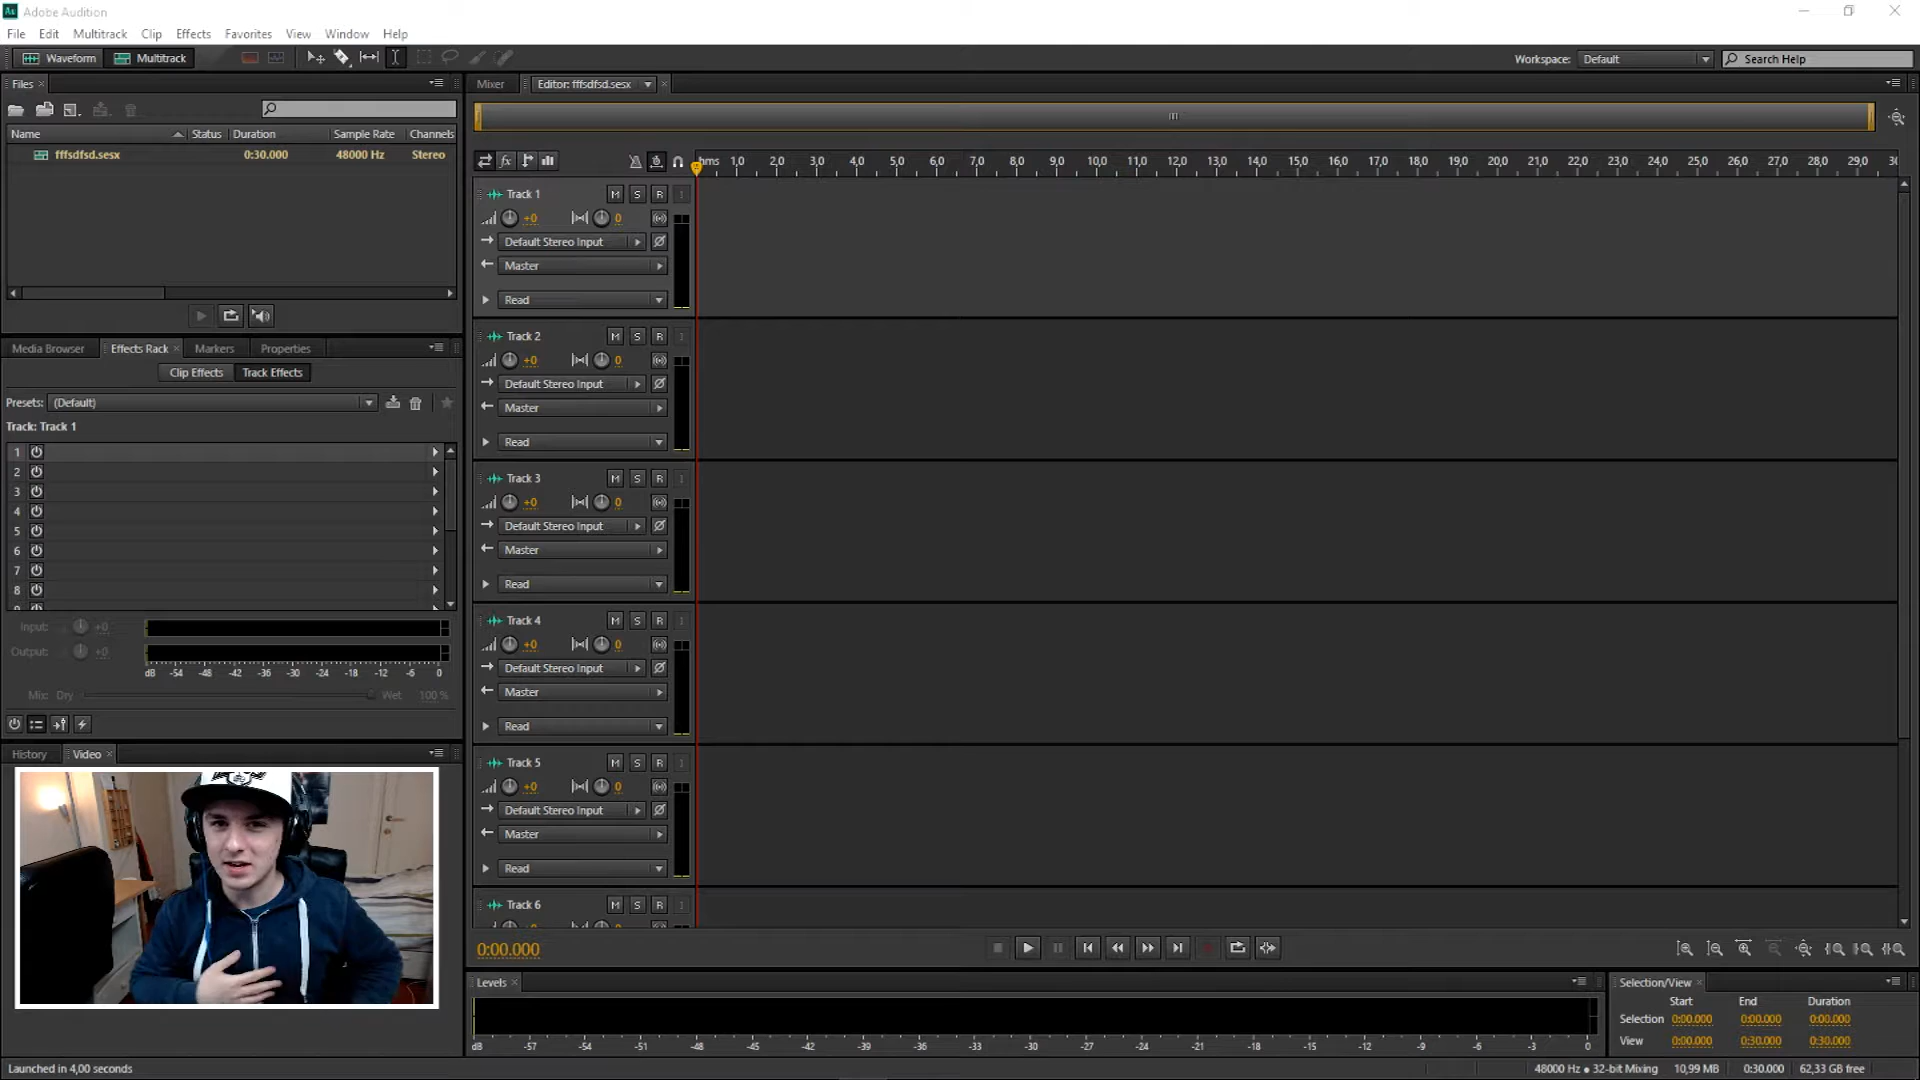 Au Adobe Audition
File Edit Multitrack Clip Effects Favorites View Window Help
Waveform Multitrack
Workspace: Default Search Help
Files
Name Status Duration Sample Rate Channels
fffsdfsd.sesx 0:30.000 48000 Hz Stereo
Media Browser Effects Rack Markers Properties
Clip Effects Track Effects
Presets: (Default)
Track: Track 1
1
2
3
4
5
6
7
8
Input: +0
Output: +0
dB -54 -48 -42 -36 -30 -24 -18 -12 -6 0
Mix: Dry Wet 100 %
History Video
Mixer Editor: fffsdfsd.sesx
fx hms 1,0 2,0 3,0 4,0 5,0 6,0 7,0 8,0 9,0 10,0 11,0 12,0 13,0 14,0 15,0 16,0 17,0 18,0 19,0 20,0 21,0 22,0 23,0 24,0 25,0 26,0 27,0 28,0 29,0
Track 1 M S R I
+0 0
Default Stereo Input
Master
Read
Track 2 M S R I
+0 0
Default Stereo Input
Master
Read
Track 3 M S R I
+0 0
Default Stereo Input
Master
Read
Track 4 M S R I
+0 0
Default Stereo Input
Master
Read
Track 5 M S R I
+0 0
Default Stereo Input
Master
Read
Track 6 M S R I
0:00.000
Levels
dB -57 -54 -51 -48 -45 -42 -39 -36 -33 -30 -27 -24 -21 -18 -15 -12 -9 -6 -3 0
Selection/View
Start End Duration
Selection 0:00.000 0:00.000 0:00.000
View 0:00.000 0:30.000 0:30.000
Launched in 4,00 seconds
48000 Hz ● 32-bit Mixing 10,99 MB 0:30.000 62,33 GB free